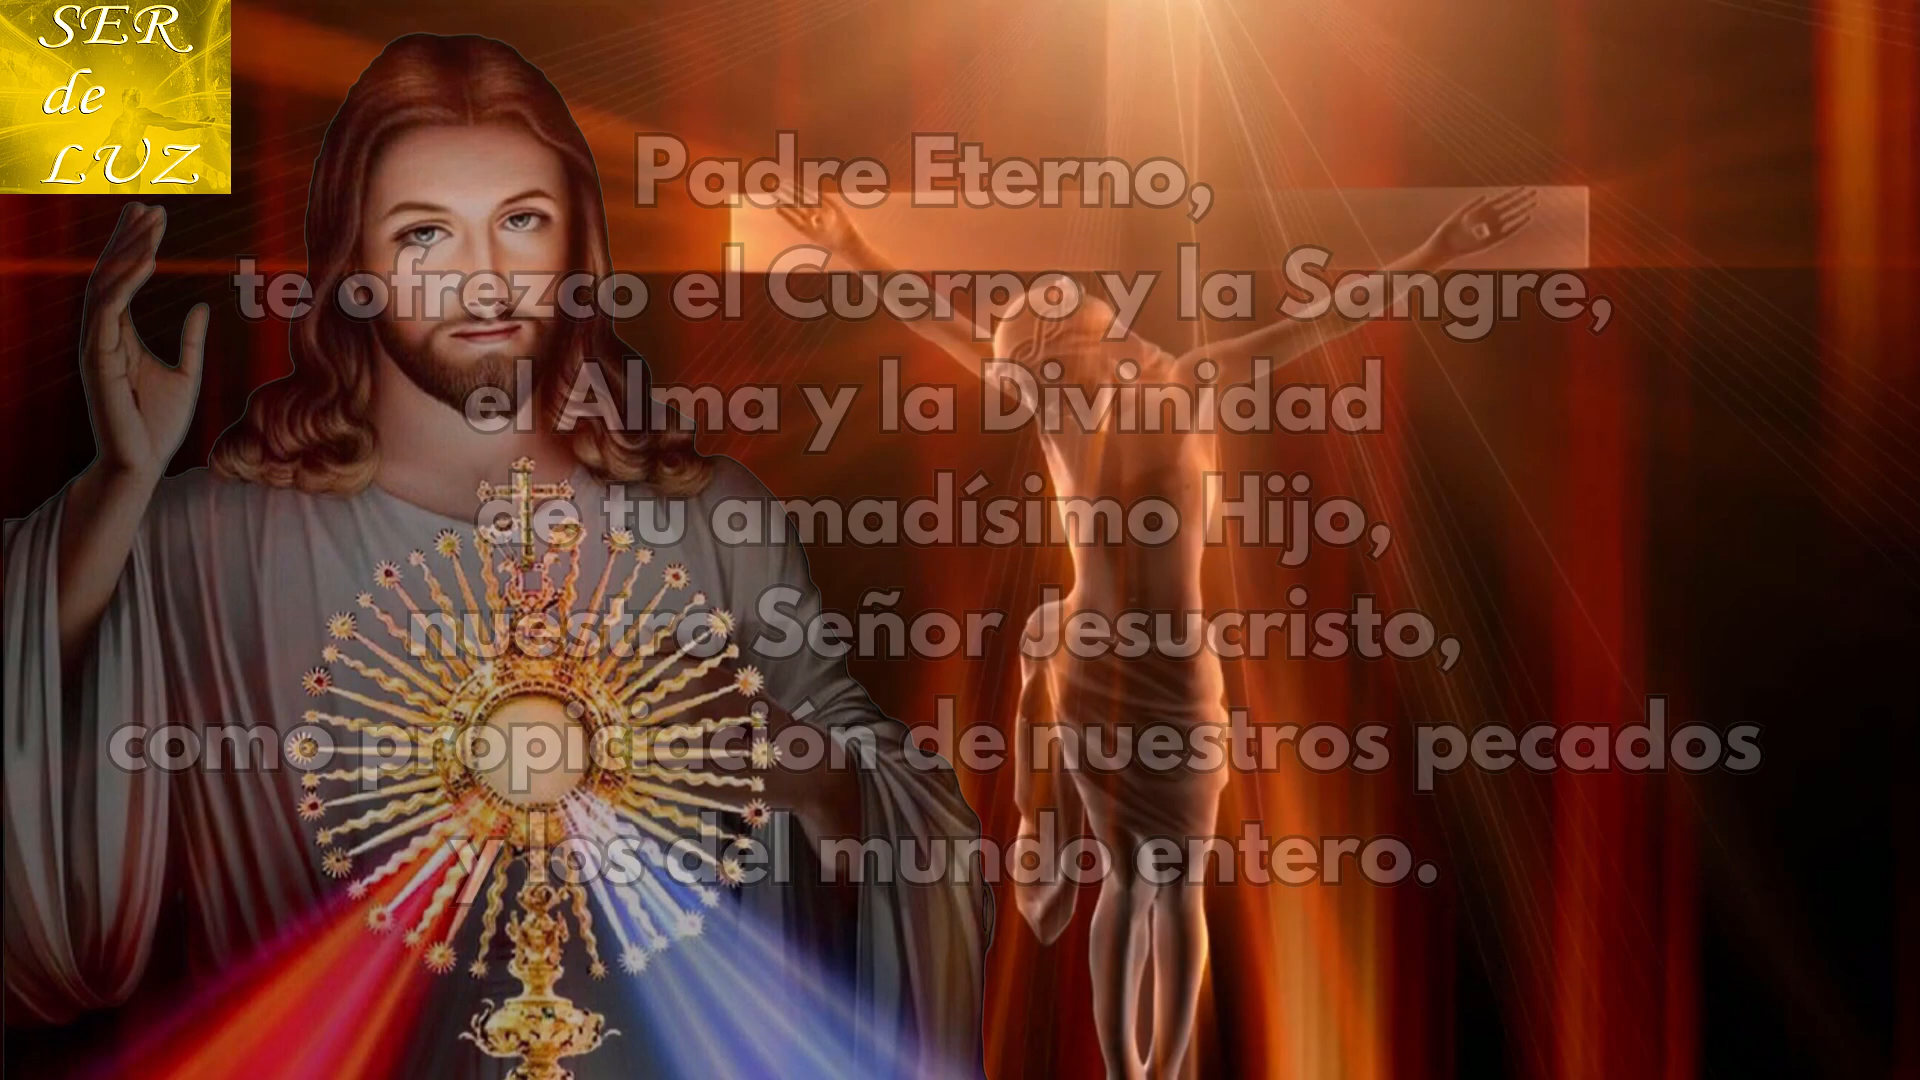 SER
de
LUZ
Padre Eterno,
te ofrezco el Cuerpo y la Sangre,
el Alma y la Divinidad
de tu amadísimo Hijo,
nuestro Señor Jesucristo,
como propiciación de nuestros pecados
y los del mundo entero.